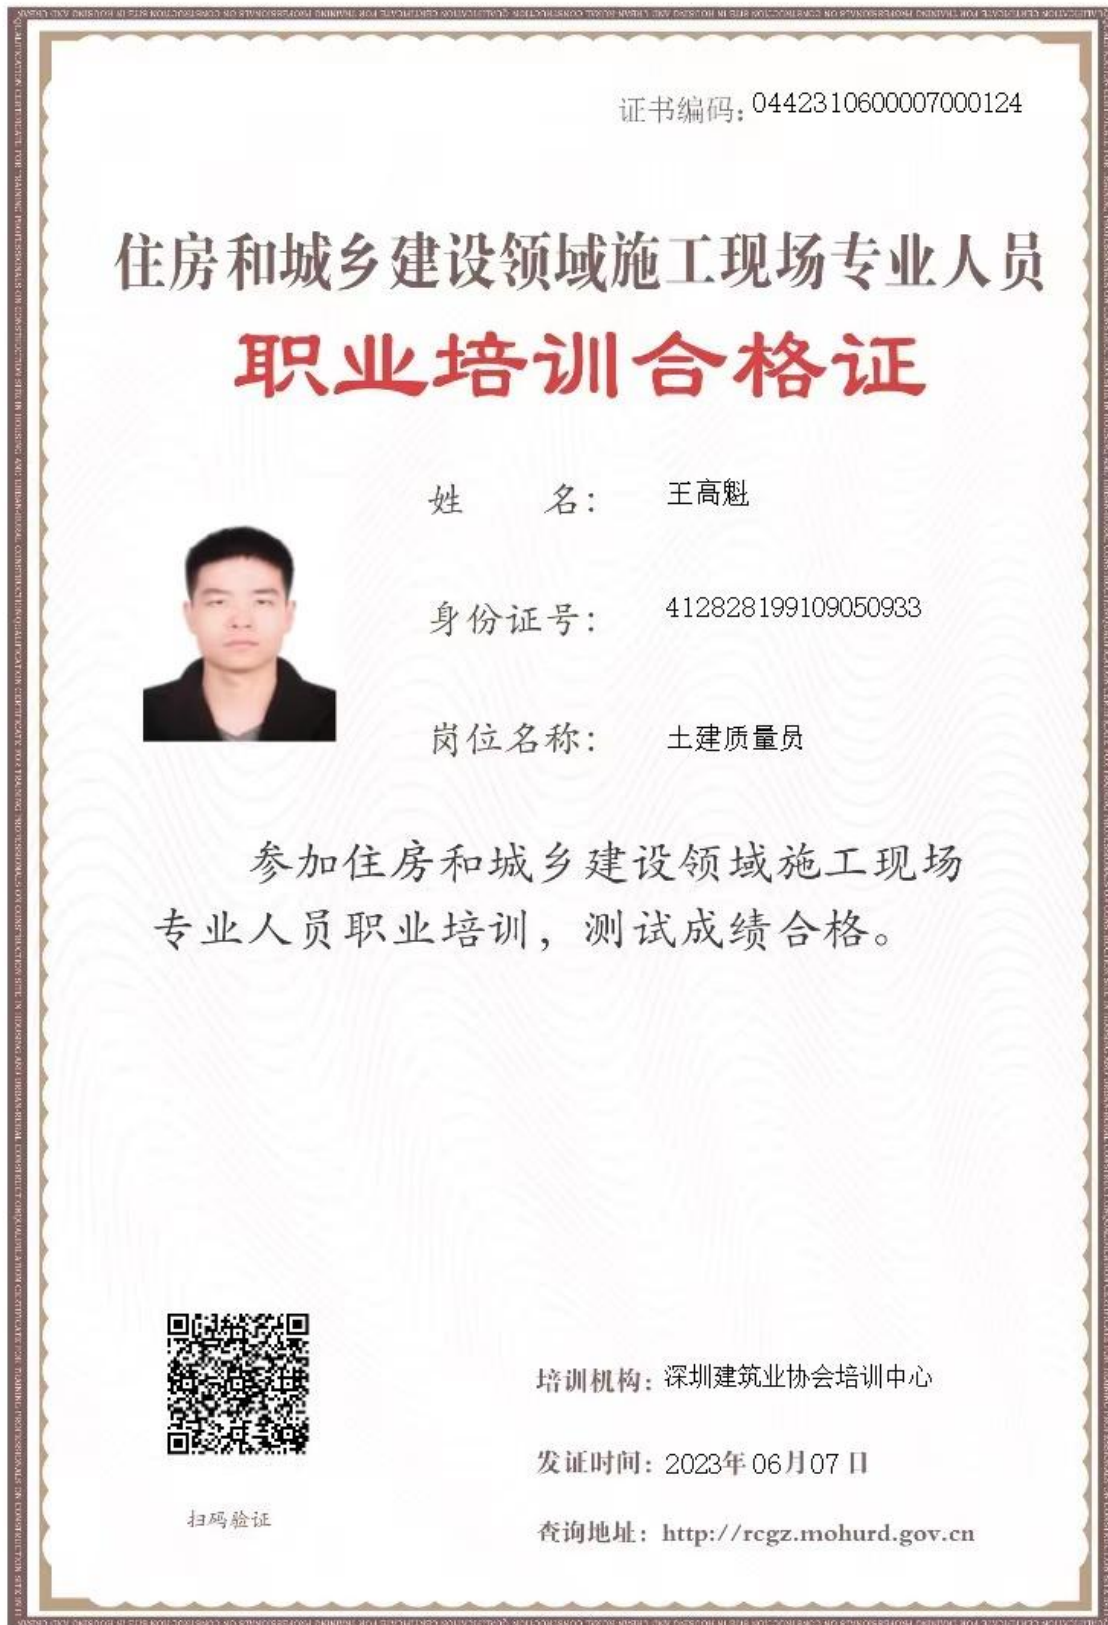 证书编码：0442310600007000124
住房和城乡建设领域施工现场专业人员
职业培训合格证
姓名： 王高魁
身份证号： 412828199109050933
岗位名称： 土建质量员
参加住房和城乡建设领域施工现场
专业人员职业培训，测试成绩合格。
培训机构：深圳建筑业协会培训中心
发证时间：2023年06月07日
扫码验证
查询地址：http://rcgz.mohurd.gov.cn